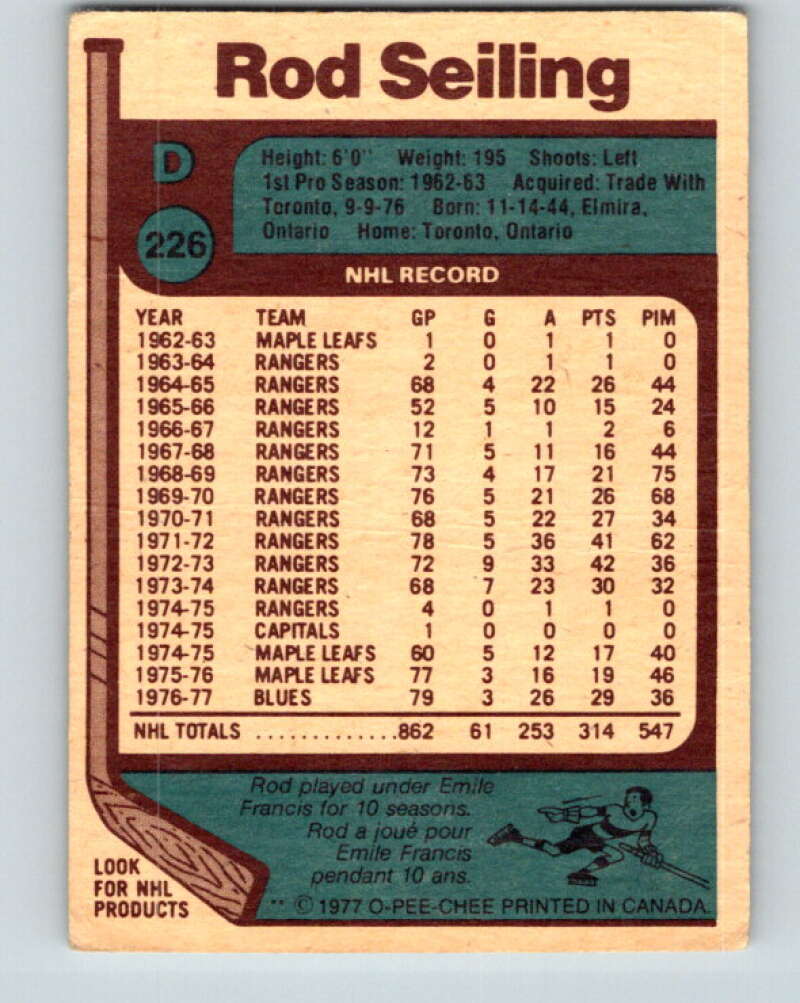 Rod Seiling
D
226
Height: 6'0" Weight: 195 Shoots: Left
1st Pro Season: 1962-63 Acquired: Trade With
Toronto, 9-9-76 Born: 11-14-44, Elmira,
Ontario Home: Toronto, Ontario
NHL RECORD
YEAR TEAM GP G A PTS PIM
1962-63 MAPLE LEAFS 1 0 1 1 0
1963-64 RANGERS 2 0 1 1 0
1964-65 RANGERS 68 4 22 26 44
1965-66 RANGERS 52 5 10 15 24
1966-67 RANGERS 12 1 1 2 6
1967-68 RANGERS 71 5 11 16 44
1968-69 RANGERS 73 4 17 21 75
1969-70 RANGERS 76 5 21 26 68
1970-71 RANGERS 68 5 22 27 34
1971-72 RANGERS 78 5 36 41 62
1972-73 RANGERS 72 9 33 42 36
1973-74 RANGERS 68 7 23 30 32
1974-75 RANGERS 4 0 1 1 0
1974-75 CAPITALS 1 0 0 0 0
1974-75 MAPLE LEAFS 60 5 12 17 40
1975-76 MAPLE LEAFS 77 3 16 19 46
1976-77 BLUES 79 3 26 29 36
NHL TOTALS .............862 61 253 314 547
Rod played under Emile
Francis for 10 seasons.
Rod a joué pour
Emile Francis
pendant 10 ans.
LOOK
FOR NHL
PRODUCTS
** © 1977 O-PEE-CHEE PRINTED IN CANADA.